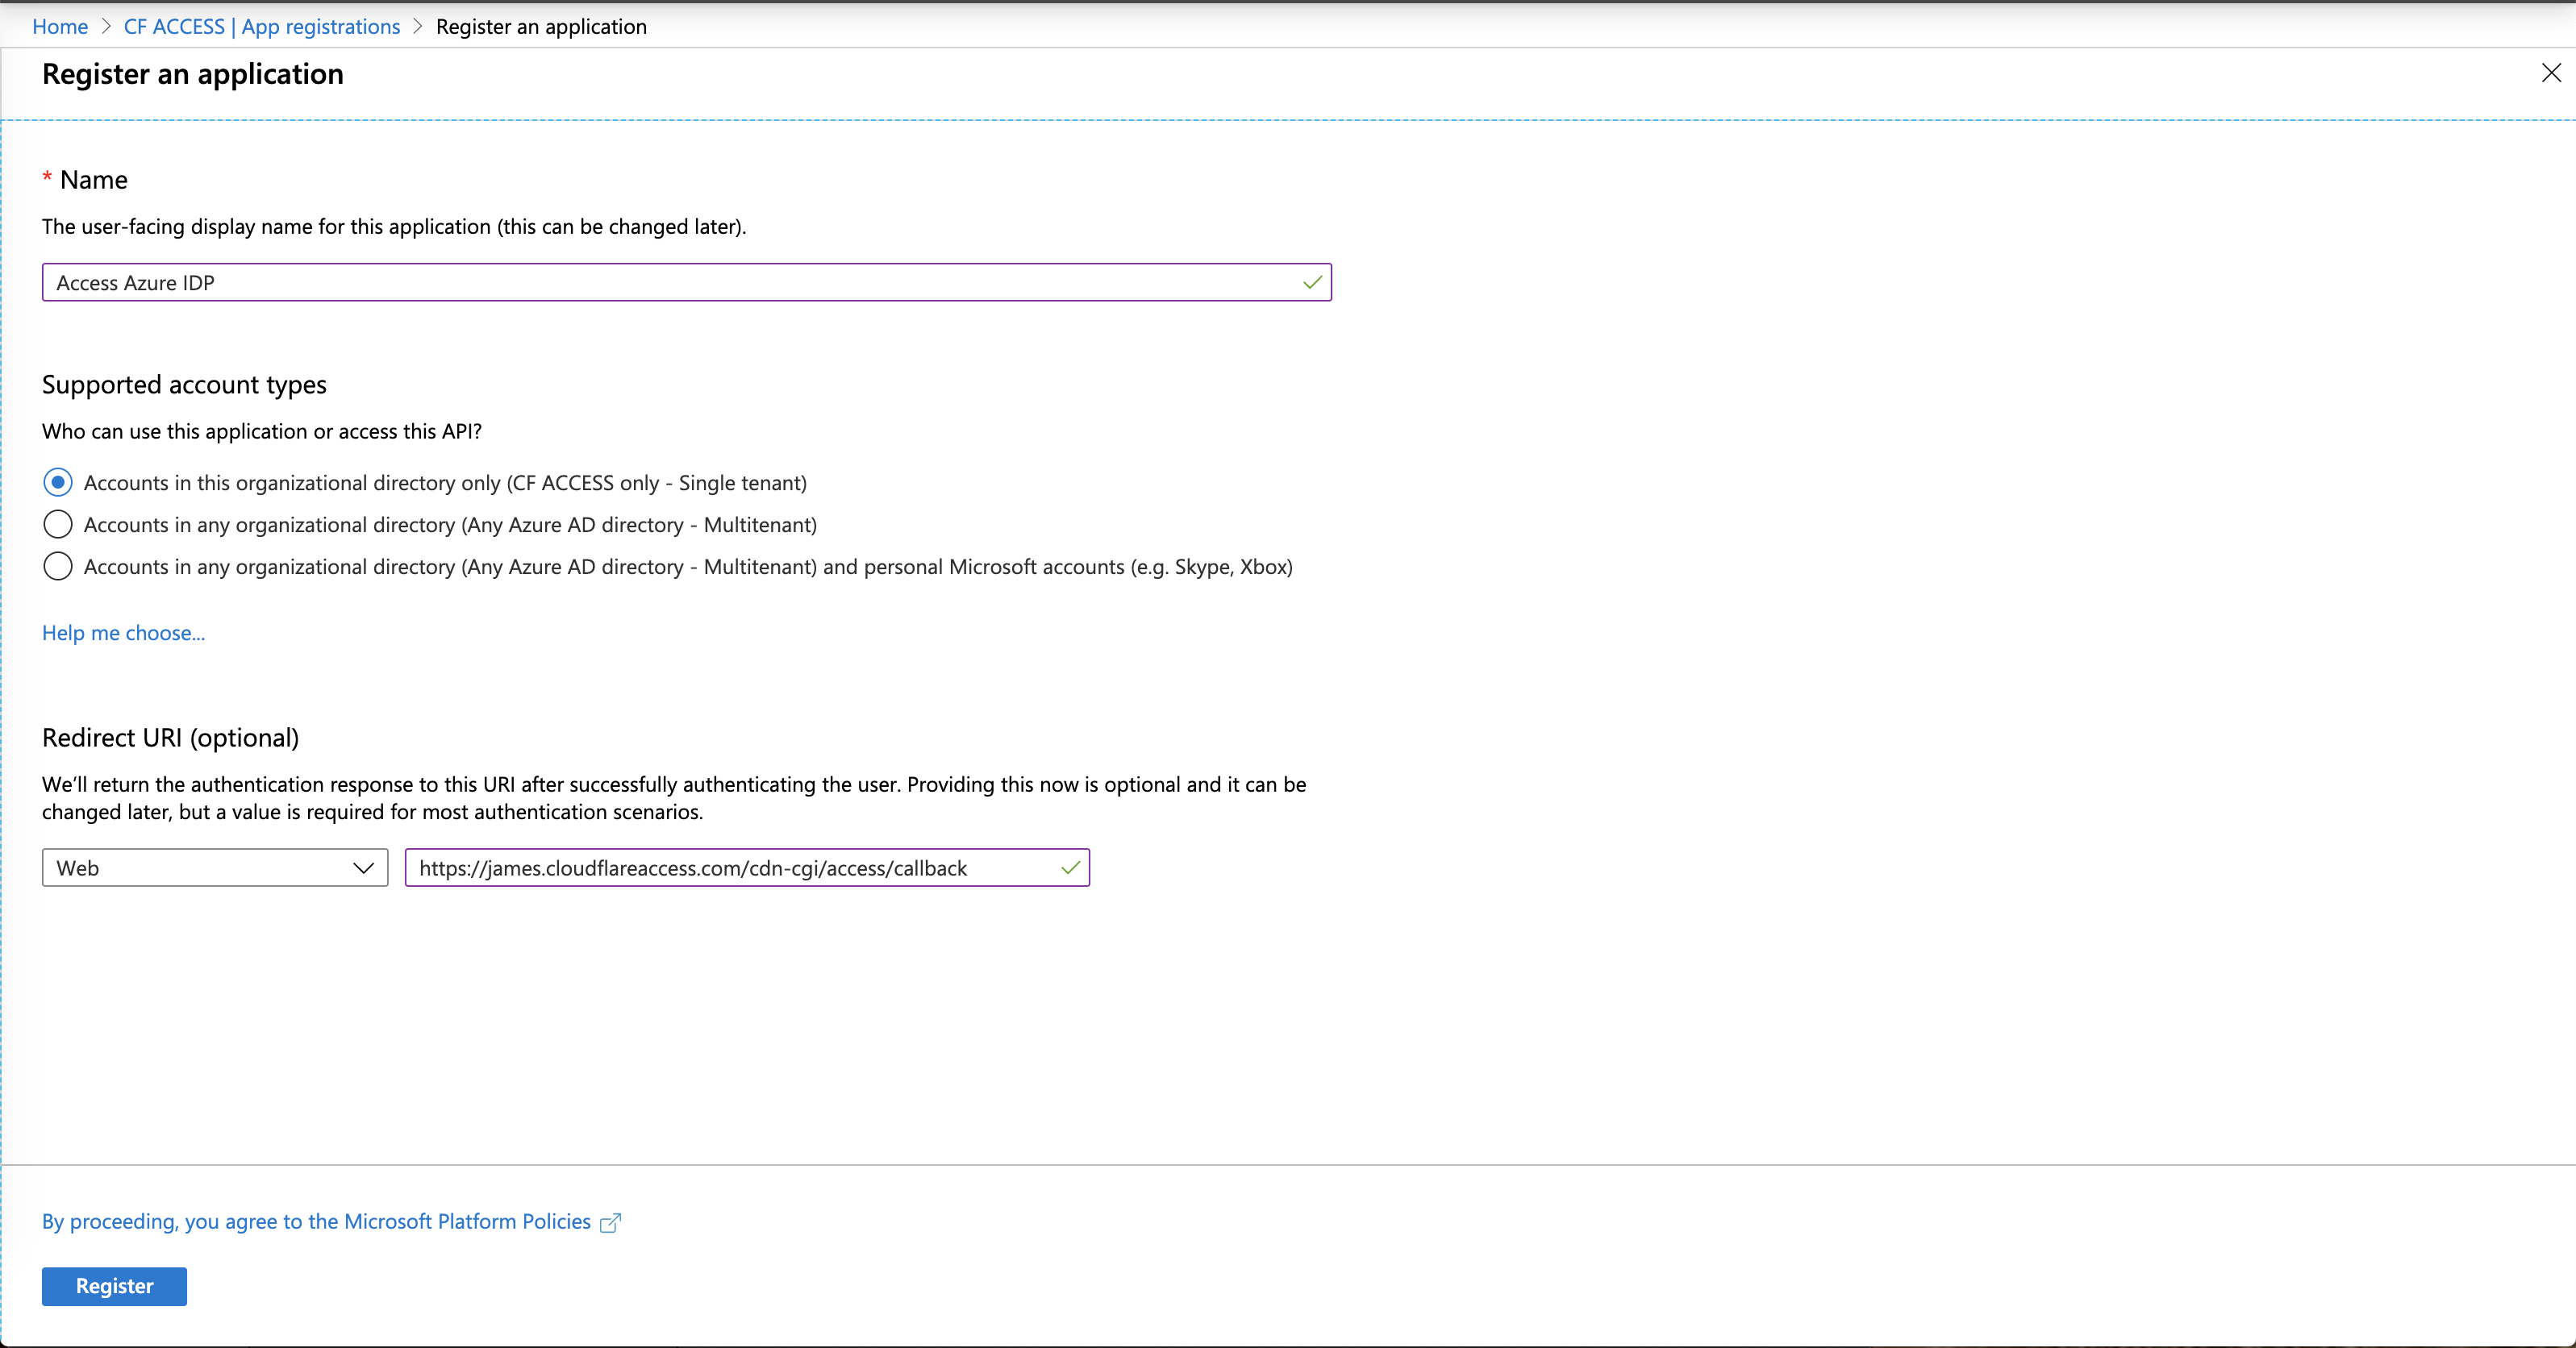 Home > CF ACCESS | App registrations > Register an application
Register an application
* Name
The user-facing display name for this application (this can be changed later).
Access Azure IDP
Supported account types
Who can use this application or access this API?
Accounts in this organizational directory only (CF ACCESS only - Single tenant)
Accounts in any organizational directory (Any Azure AD directory - Multitenant)
Accounts in any organizational directory (Any Azure AD directory - Multitenant) and personal Microsoft accounts (e.g. Skype, Xbox)
Help me choose...
Redirect URI (optional)
We'll return the authentication response to this URI after successfully authenticating the user. Providing this now is optional and it can be
changed later, but a value is required for most authentication scenarios.
Web https://james.cloudflareaccess.com/cdn-cgi/access/callback
By proceeding, you agree to the Microsoft Platform Policies
Register